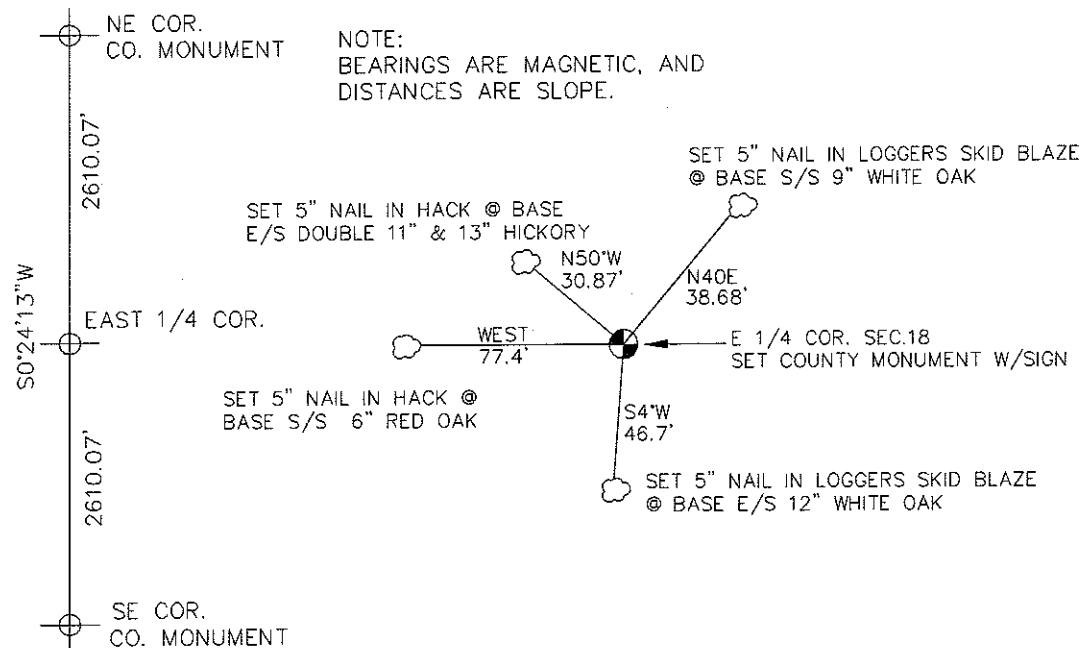 NE COR.
CO. MONUMENT
NOTE:
BEARINGS ARE MAGNETIC, AND
DISTANCES ARE SLOPE.
2610.07'
SET 5" NAIL IN LOGGERS SKID BLAZE
@ BASE S/S 9" WHITE OAK
SET 5" NAIL IN HACK @ BASE
E/S DOUBLE 11" & 13" HICKORY
N50°W
30.87'
N40E
38.68'
S0°24'13"W
EAST 1/4 COR.
WEST
77.4'
E 1/4 COR. SEC.18
SET COUNTY MONUMENT W/SIGN
SET 5" NAIL IN HACK @
BASE S/S 6" RED OAK
S4°W
46.7'
SET 5" NAIL IN LOGGERS SKID BLAZE
@ BASE E/S 12" WHITE OAK
2610.07'
SE COR.
CO. MONUMENT